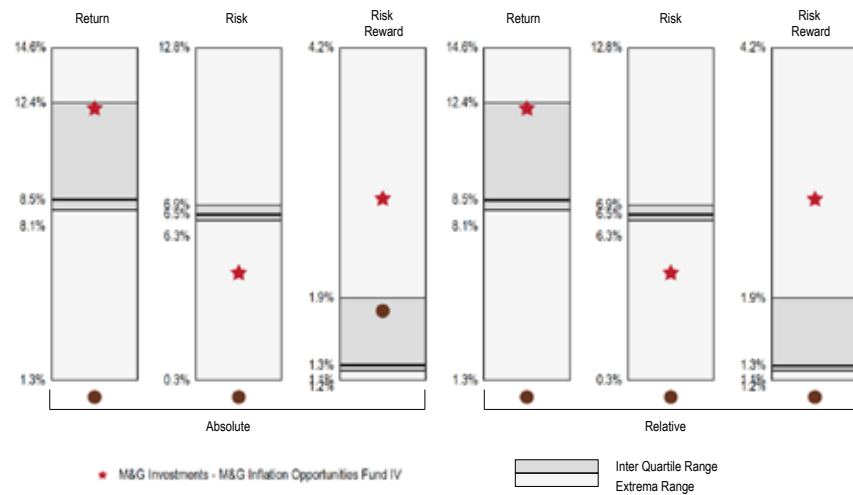 Return
Risk
Risk
Reward
Return
Risk
Risk
Reward
14.6%
12.4%
8.5%
8.1%
1.3%
12.8%
6.9%
6.5%
6.3%
0.3%
4.2%
1.9%
1.3%
1.2%
14.6%
12.4%
8.5%
8.1%
1.3%
12.8%
6.9%
6.5%
6.3%
0.3%
4.2%
1.9%
1.3%
1.2%
Absolute
Relative
M&G Investments - M&G Inflation Opportunities Fund IV
Inter Quartile Range
Extrema Range